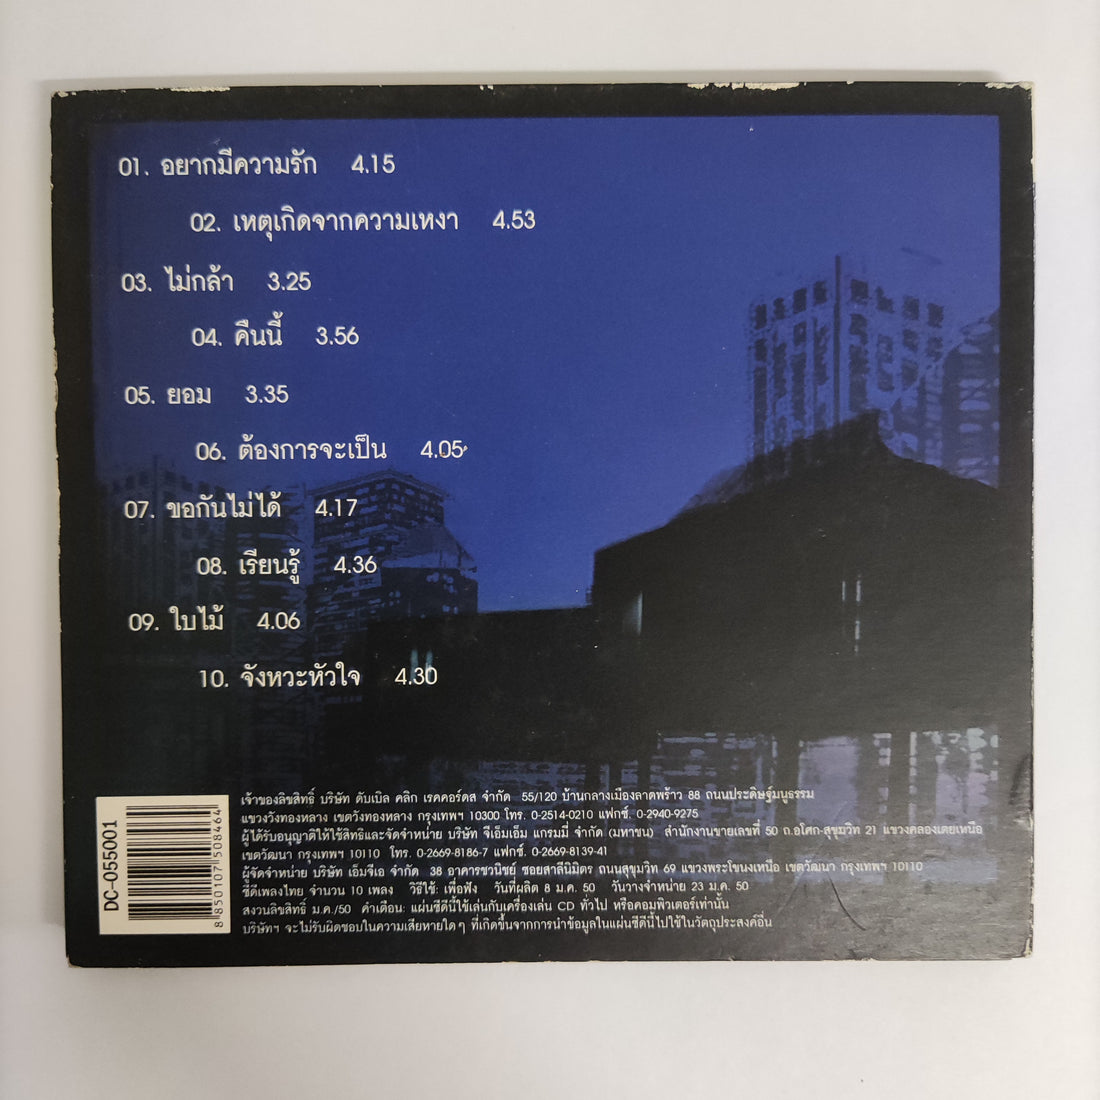 01. อยากมีความรัก 4.15
02. เหตุเกิดจากความเหงา 4.53
03. ไม่กล้า 3.25
04. คืนนี้ 3.56
05. ยอม 3.35
06. ต้องการจะเป็น 4.05
07. ขอกันไม่ได้ 4.17
08. เรียนรู้ 4.36
09. ใบไม้ 4.06
10. จังหวะหัวใจ 4.30
DC-055001
8 850107 508464
เจ้าของลิขสิทธิ์ บริษัท ดับเบิล คลิก เรคคอร์ดส จำกัด 55/120 บ้านกลางเมืองลาดพร้าว 88 ถนนประดิษฐ์มนูธรรม
แขวงวังทองหลาง เขตวังทองหลาง กรุงเทพฯ 10300 โทร. 0-2514-0210 แฟกซ์. 0-2940-9275
ผู้ได้รับอนุญาติให้ใช้สิทธิและจัดจำหน่าย บริษัท จีเอ็มเอ็ม แกรมมี่ จำกัด (มหาชน) สำนักงานขายเลขที่ 50 ถ.อโศก-สุขุมวิท 21 แขวงคลองเตยเหนือ
เขตวัฒนา กรุงเทพฯ 10110 โทร. 0-2669-8186-7 แฟกซ์. 0-2669-8139-41
ผู้จัดจำหน่าย บริษัท เอ็มจีเอ จำกัด 38 อาคารชวนิชย์ ซอยสาลีนิมิตร ถนนสุขุมวิท 69 แขวงพระโขนงเหนือ เขตวัฒนา กรุงเทพฯ 10110
ซีดีเพลงไทย จำนวน 10 เพลง วิธีใช้: เพื่อฟัง วันที่ผลิต 8 ม.ค. 50 วันวางจำหน่าย 23 ม.ค. 50
สงวนลิขสิทธิ์ ม.ค./50 คำเตือน: แผ่นซีดีนี้ใช้เล่นกับเครื่องเล่น CD ทั่วไป หรือคอมพิวเตอร์เท่านั้น
บริษัทฯ จะไม่รับผิดชอบในความเสียหายใดๆ ที่เกิดขึ้นจากการนำข้อมูลในแผ่นซีดีนี้ไปใช้ในวัตถุประสงค์อื่น